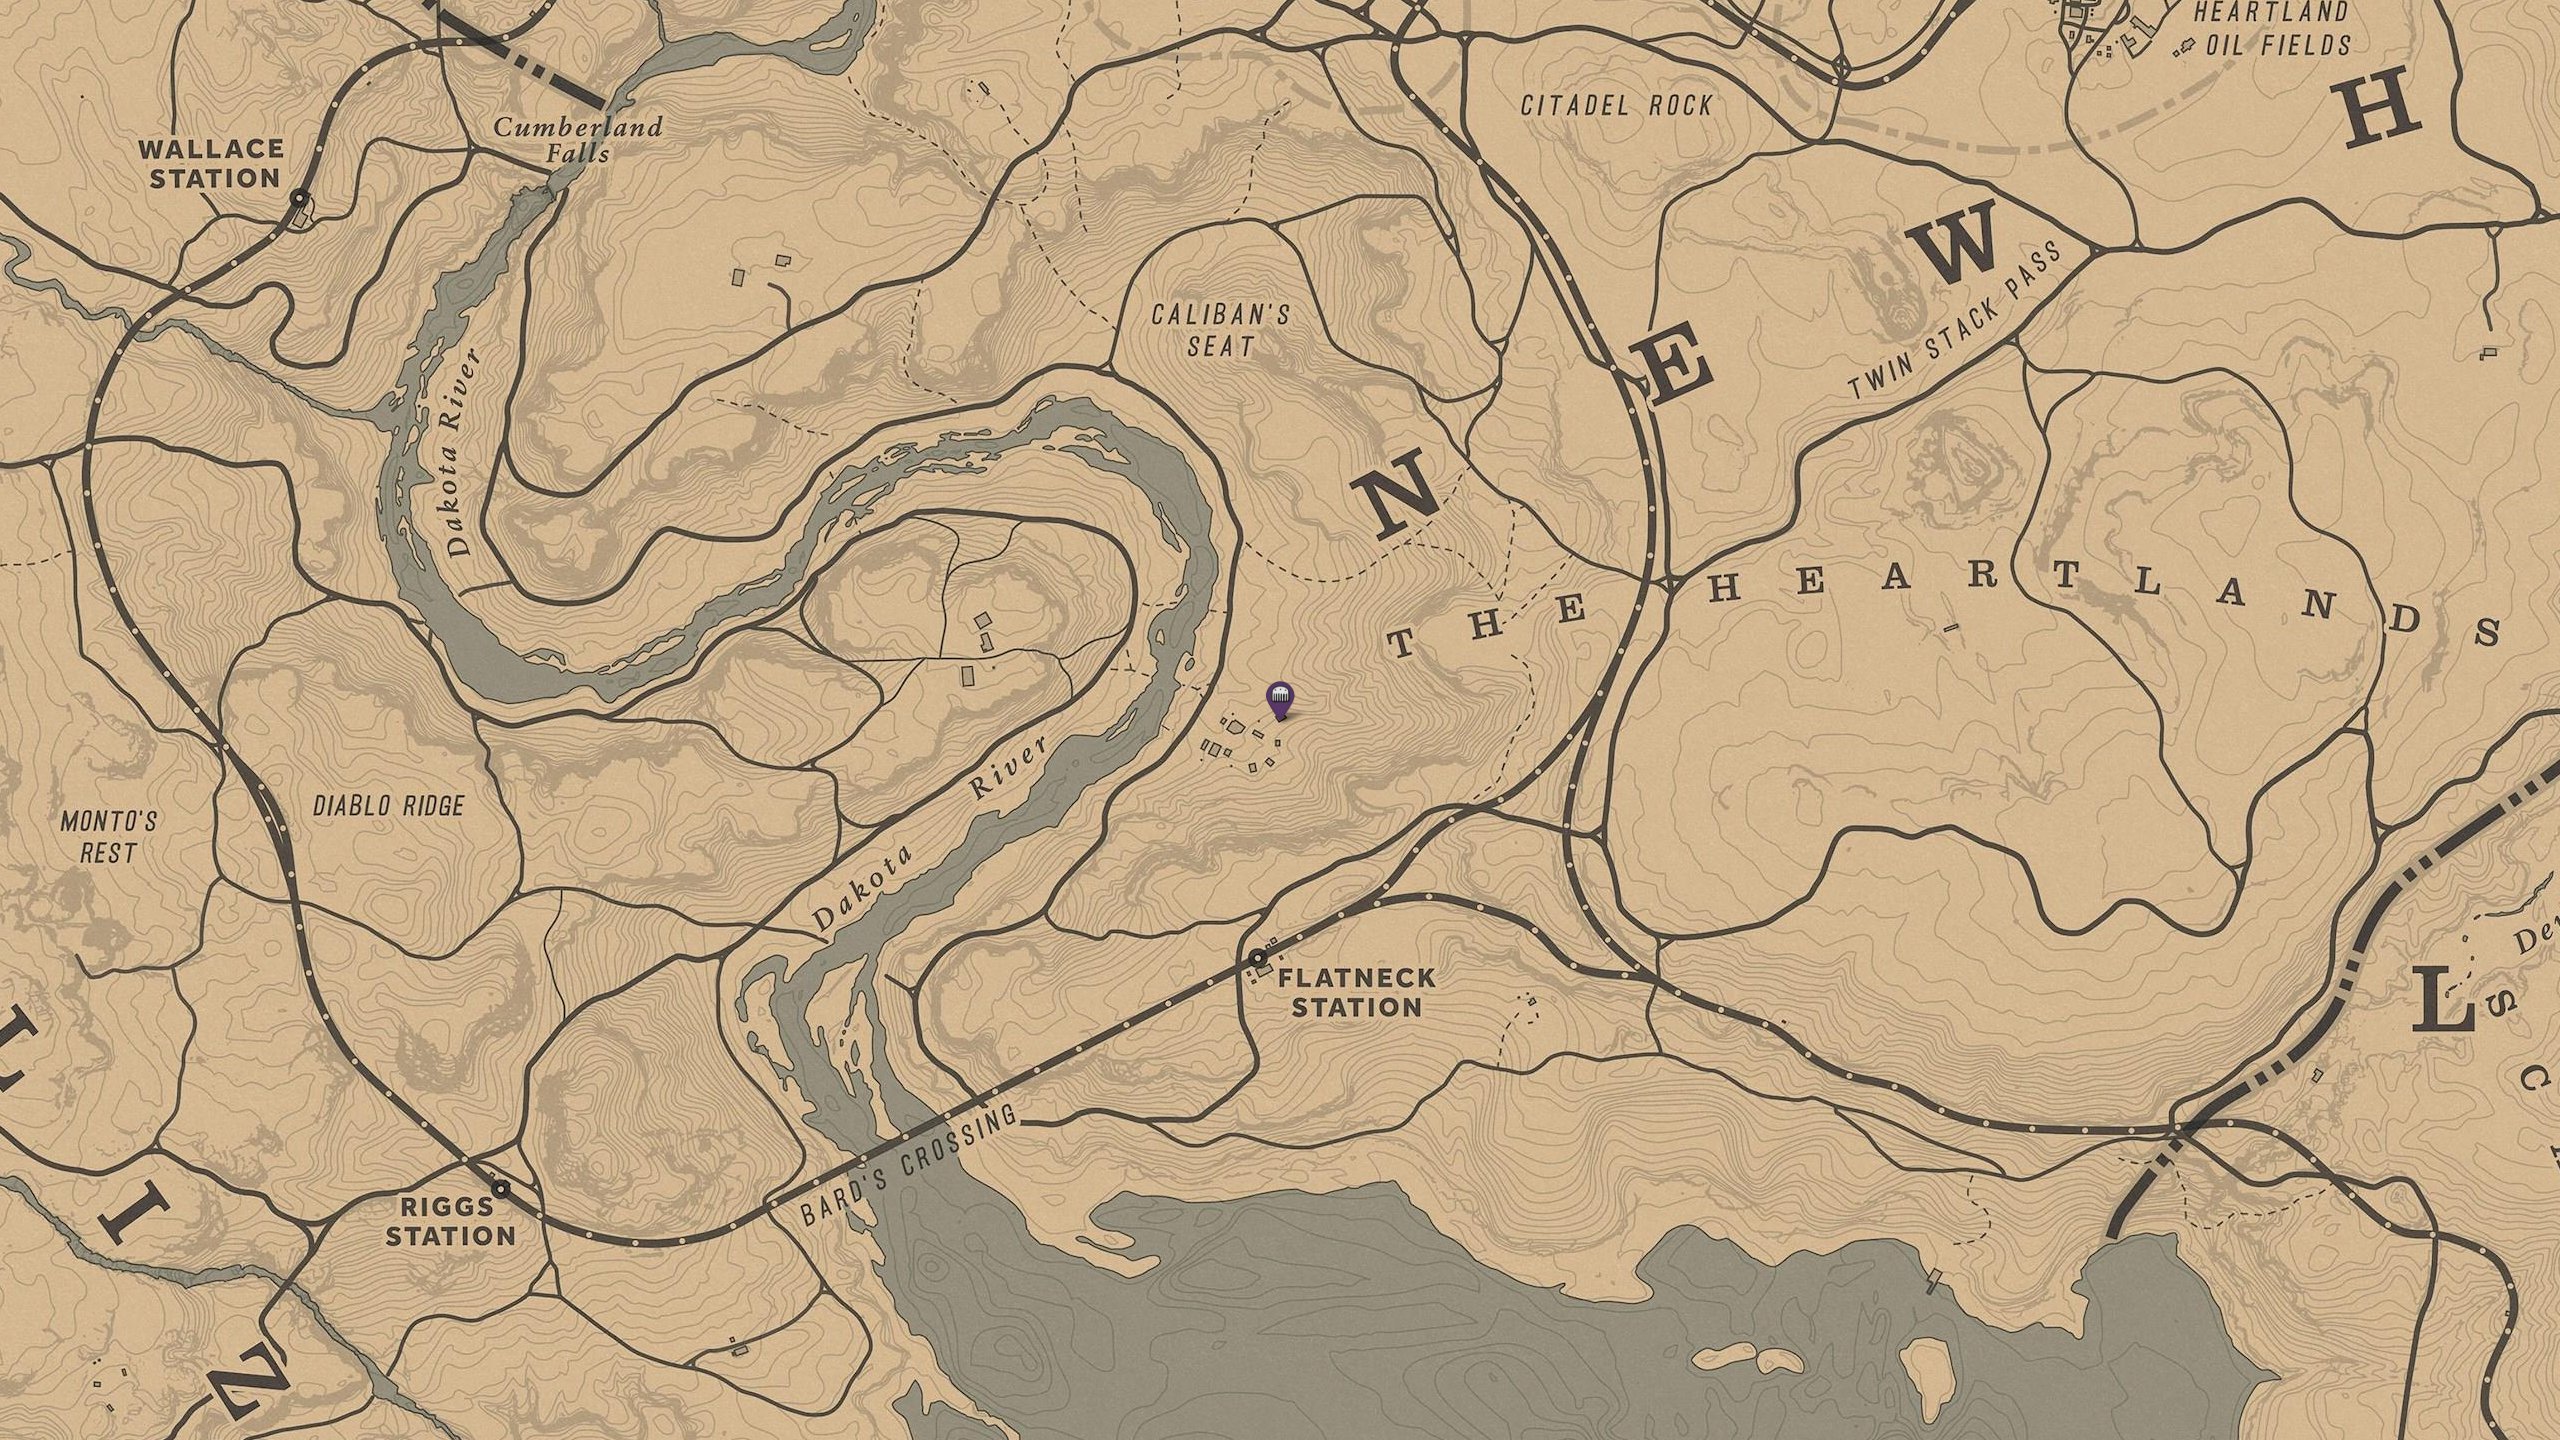 HEARTLAND
OIL FIELDS
H
CITADEL ROCK
Cumberland
Falls
WALLACE
STATION
W
TWIN STACK PASS
CALIBAN'S
SEAT
E
Dakota River
N
THE HEARTLANDS
Dakota River
MONTO'S
REST
DIABLO RIDGE
FLATNECK
STATION
L
L
S
C
BARD'S CROSSING
I
RIGGS
STATION
N